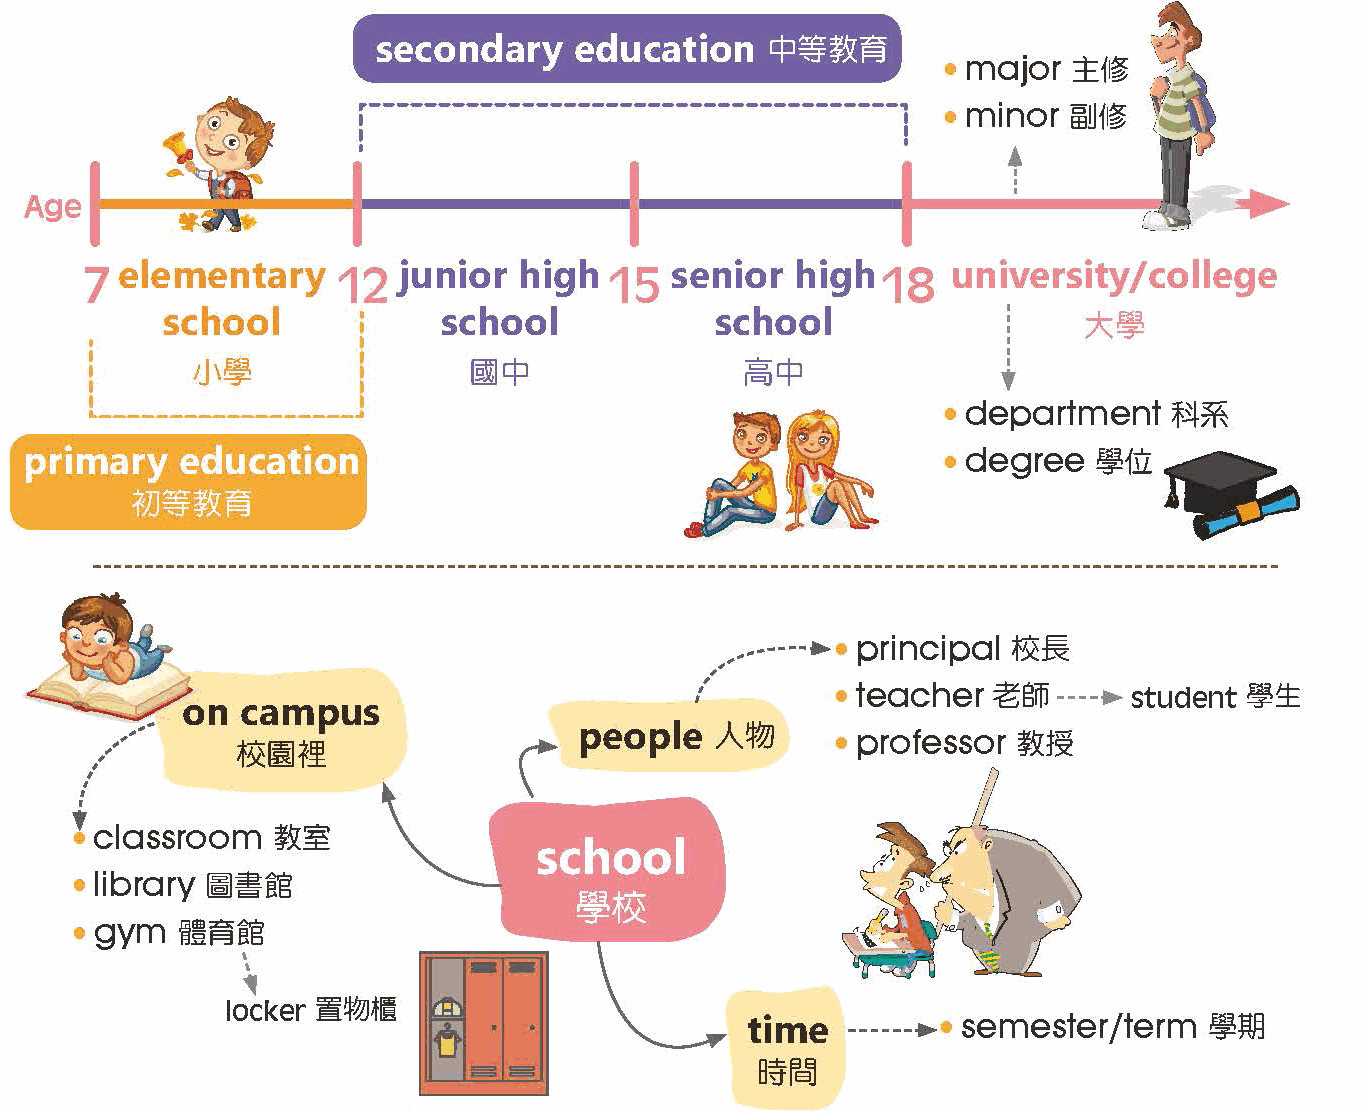 secondary education 中等教育
• major 主修
• minor 副修
Age
7 elementary school 小學
12 junior high school 國中
15 senior high school 高中
18 university/college 大學
primary education
初等教育
• department 科系
• degree 學位
on campus
校園裡
• classroom 教室
• library 圖書館
• gym 體育館
locker 置物櫃
people 人物
• principal 校長
• teacher 老師
student 學生
• professor 教授
school
學校
time
時間
• semester/term 學期